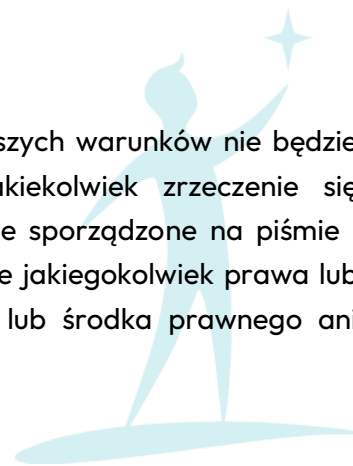 szych warunków nie będzie
akiekolwiek zrzeczenie się
e sporządzone na piśmie
e jakiegokolwiek prawa lub
lub środka prawnego ani